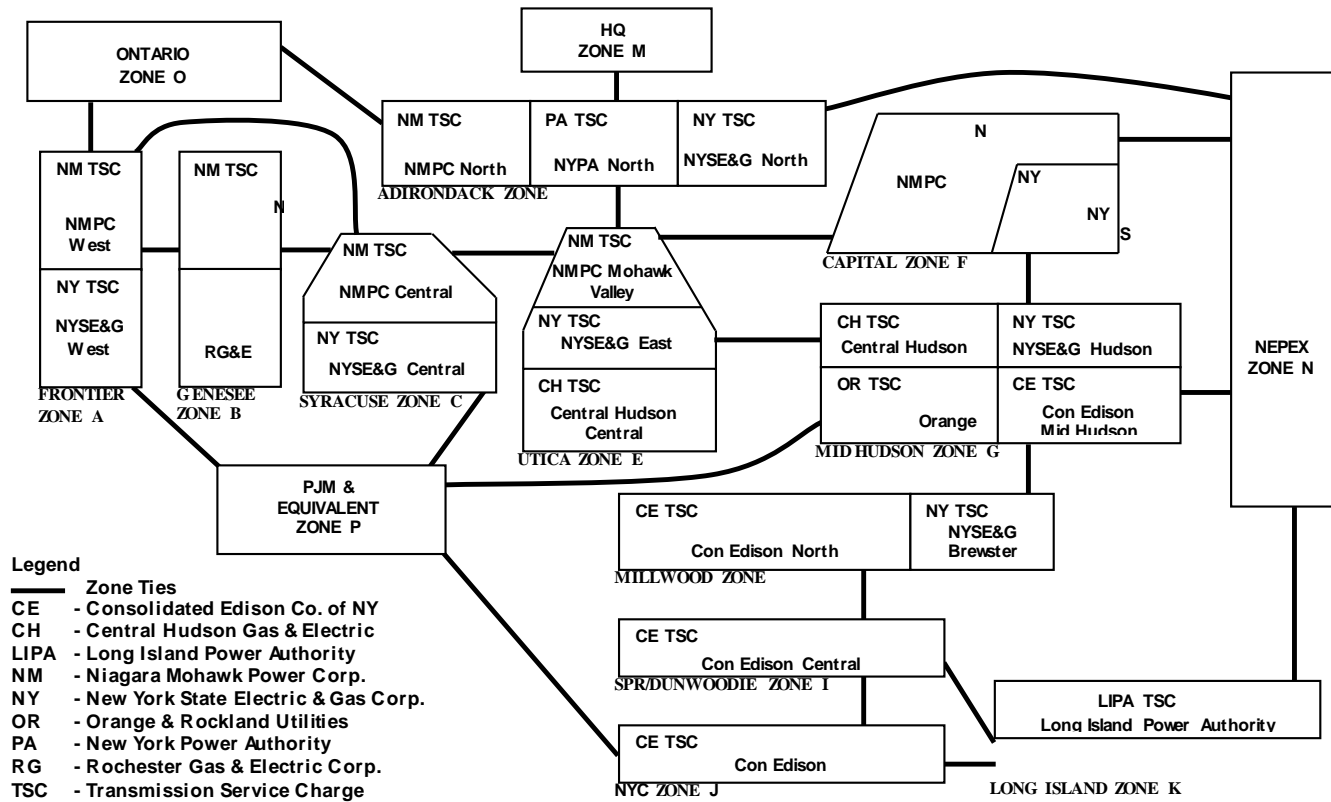 HQ
ZONE M
ONTARIO
ZONE O
NM TSC
NMPC North
PA TSC
NYPA North
NY TSC
NYSE&G North
ADIRONDACK ZONE
N
NMPC
NY
NY
S
CAPITAL ZONE F
NM TSC
NMPC
West
NY TSC
NYSE&G
West
FRONTIER
ZONE A
NM TSC
N
RG&E
GENESEE
ZONE B
NM TSC
NMPC Central
NY TSC
NYSE&G Central
SYRACUSE ZONE C
NM TSC
NMPC Mohawk
Valley
NY TSC
NYSE&G East
CH TSC
Central Hudson
Central
UTICA ZONE E
CH TSC
Central Hudson
NY TSC
NYSE&G Hudson
OR TSC
Orange
CE TSC
Con Edison
Mid Hudson
MID HUDSON ZONE G
NEPEX
ZONE N
PJM &
EQUIVALENT
ZONE P
CE TSC
Con Edison North
NY TSC
NYSE&G
Brewster
MILLWOOD ZONE
CE TSC
Con Edison Central
SPR/DUNWOODIE ZONE I
CE TSC
Con Edison
NYC ZONE J
LIPA TSC
Long Island Power Authority
LONG ISLAND ZONE K
Legend
Zone Ties
CE - Consolidated Edison Co. of NY
CH - Central Hudson Gas & Electric
LIPA - Long Island Power Authority
NM - Niagara Mohawk Power Corp.
NY - New York State Electric & Gas Corp.
OR - Orange & Rockland Utilities
PA - New York Power Authority
RG - Rochester Gas & Electric Corp.
TSC - Transmission Service Charge